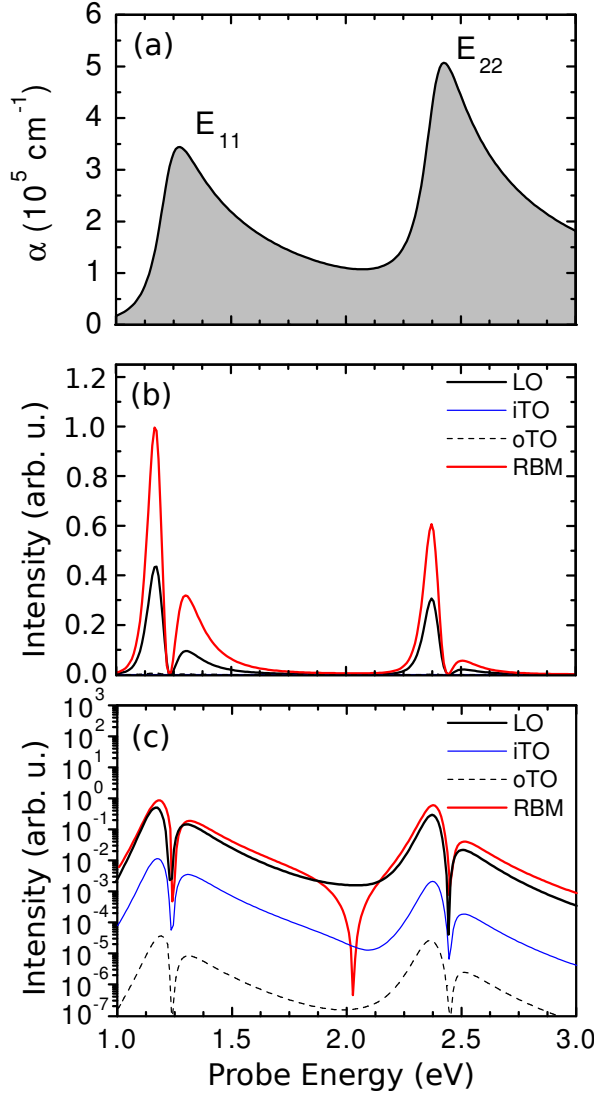 (a)
E₁₁
E₂₂
α (10⁵ cm⁻¹)
6
5
4
3
2
1
0
(b)
LO
iTO
oTO
RBM
Intensity (arb. u.)
1.2
1.0
0.8
0.6
0.4
0.2
0.0
(c)
LO
iTO
oTO
RBM
Intensity (arb. u.)
10³
10²
10¹
10⁰
10⁻¹
10⁻²
10⁻³
10⁻⁴
10⁻⁵
10⁻⁶
10⁻⁷
1.0 1.5 2.0 2.5 3.0
Probe Energy (eV)